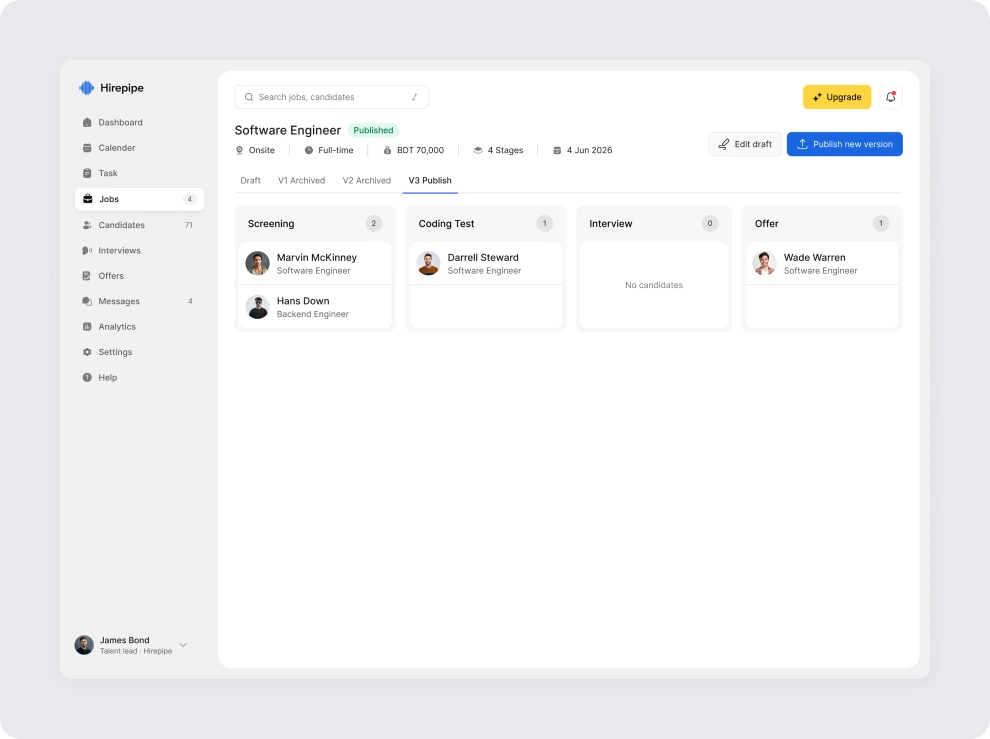 Hirepipe
Dashboard
Calender
Task
Jobs 4
Candidates 71
Interviews
Offers
Messages 4
Analytics
Settings
Help
James Bond
Talent lead · Hirepipe
Search jobs, candidates /
Upgrade
Software Engineer Published
Onsite Full-time BDT 70,000 4 Stages 4 Jun 2026
Edit draft Publish new version
Draft V1 Archived V2 Archived V3 Publish
Screening 2
Marvin McKinney
Software Engineer
Hans Down
Backend Engineer
Coding Test 1
Darrell Steward
Software Engineer
Interview 0
No candidates
Offer 1
Wade Warren
Software Engineer